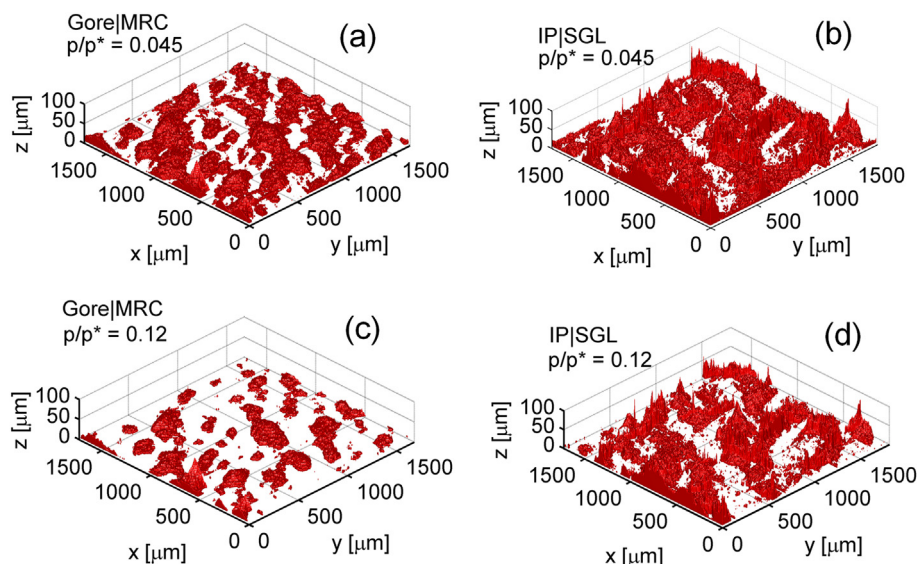 Gore|MRC
p/p* = 0.045
(a)
z [μm]
100
50
0
1500
1000
500
0
x [μm]
0
500
1000
1500
y [μm]
IP|SGL
p/p* = 0.045
(b)
z [μm]
100
50
0
1500
1000
500
0
x [μm]
0
500
1000
1500
y [μm]
Gore|MRC
p/p* = 0.12
(c)
z [μm]
100
50
0
1500
1000
500
0
x [μm]
0
500
1000
1500
y [μm]
IP|SGL
p/p* = 0.12
(d)
z [μm]
100
50
0
1500
1000
500
0
x [μm]
0
500
1000
1500
y [μm]